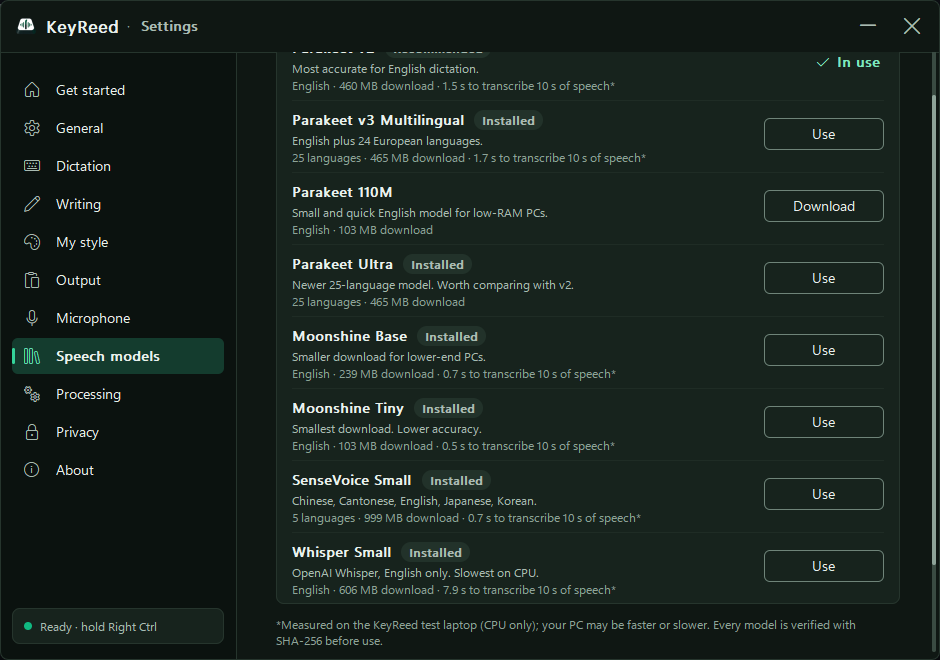 KeyReed · Settings
Get started
General
Dictation
Writing
My style
Output
Microphone
Speech models
Processing
Privacy
About
Ready · hold Right Ctrl
Most accurate for English dictation.
English · 460 MB download · 1.5 s to transcribe 10 s of speech*
In use
Parakeet v3 Multilingual Installed
English plus 24 European languages.
25 languages · 465 MB download · 1.7 s to transcribe 10 s of speech*
Use
Parakeet 110M
Small and quick English model for low-RAM PCs.
English · 103 MB download
Download
Parakeet Ultra Installed
Newer 25-language model. Worth comparing with v2.
25 languages · 465 MB download
Use
Moonshine Base Installed
Smaller download for lower-end PCs.
English · 239 MB download · 0.7 s to transcribe 10 s of speech*
Use
Moonshine Tiny Installed
Smallest download. Lower accuracy.
English · 103 MB download · 0.5 s to transcribe 10 s of speech*
Use
SenseVoice Small Installed
Chinese, Cantonese, English, Japanese, Korean.
5 languages · 999 MB download · 0.7 s to transcribe 10 s of speech*
Use
Whisper Small Installed
OpenAI Whisper, English only. Slowest on CPU.
English · 606 MB download · 7.9 s to transcribe 10 s of speech*
Use
*Measured on the KeyReed test laptop (CPU only); your PC may be faster or slower. Every model is verified with
SHA-256 before use.